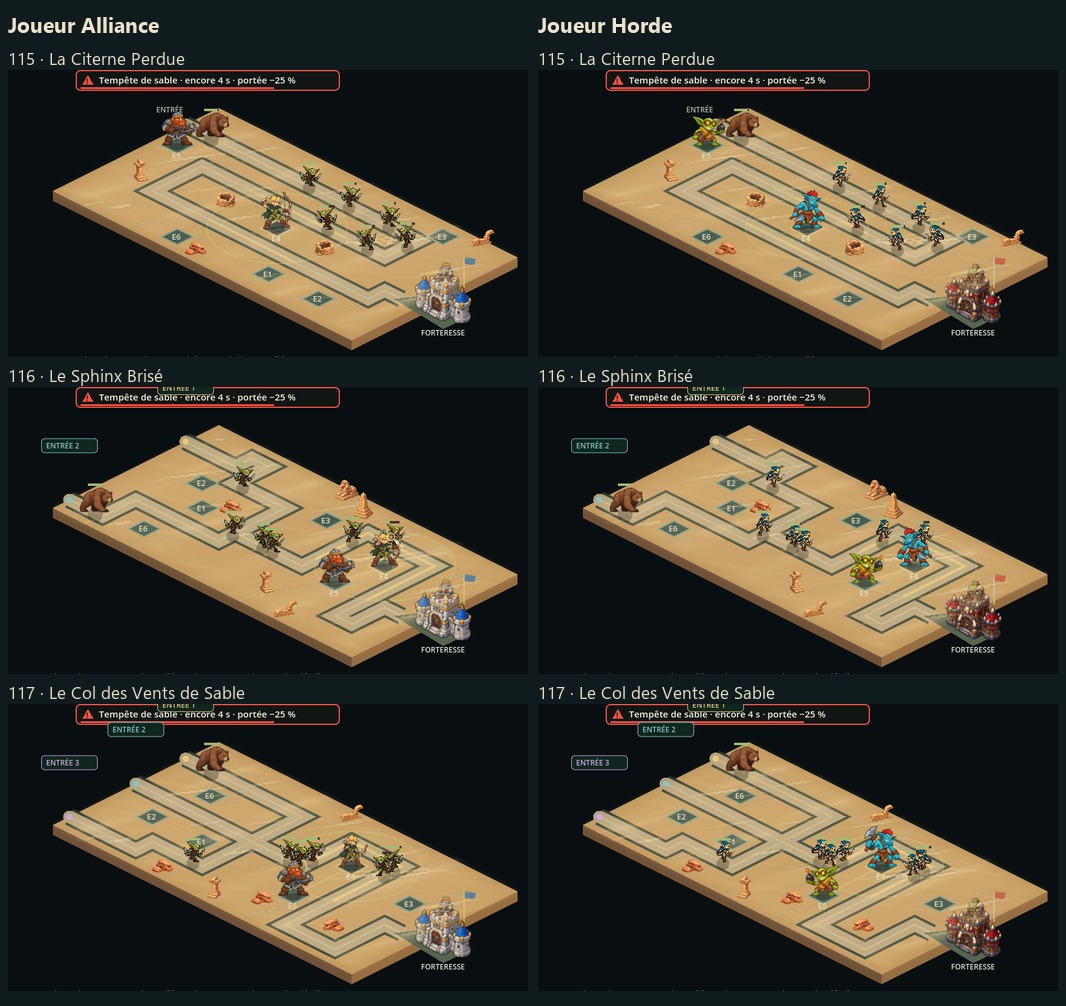 Joueur Alliance
Joueur Horde
115 · La Citerne Perdue
115 · La Citerne Perdue
Tempête de sable · encore 4 s · portée −25 %
Tempête de sable · encore 4 s · portée −25 %
ENTRÉE
ENTRÉE
E5
E5
E4
E4
E6
E3
E6
E3
E1
E1
E2
E2
FORTERESSE
FORTERESSE
116 · Le Sphinx Brisé
116 · Le Sphinx Brisé
ENTRÉE 1
ENTRÉE 1
Tempête de sable · encore 4 s · portée −25 %
Tempête de sable · encore 4 s · portée −25 %
ENTRÉE 2
ENTRÉE 2
E2
E2
E1
E1
E3
E3
E6
E6
E4
E4
E5
E5
FORTERESSE
FORTERESSE
117 · Le Col des Vents de Sable
117 · Le Col des Vents de Sable
ENTRÉE 1
ENTRÉE 1
Tempête de sable · encore 4 s · portée −25 %
Tempête de sable · encore 4 s · portée −25 %
ENTRÉE 2
ENTRÉE 2
ENTRÉE 3
ENTRÉE 3
E6
E6
E2
E2
E1
E5
E5
E3
E3
FORTERESSE
FORTERESSE